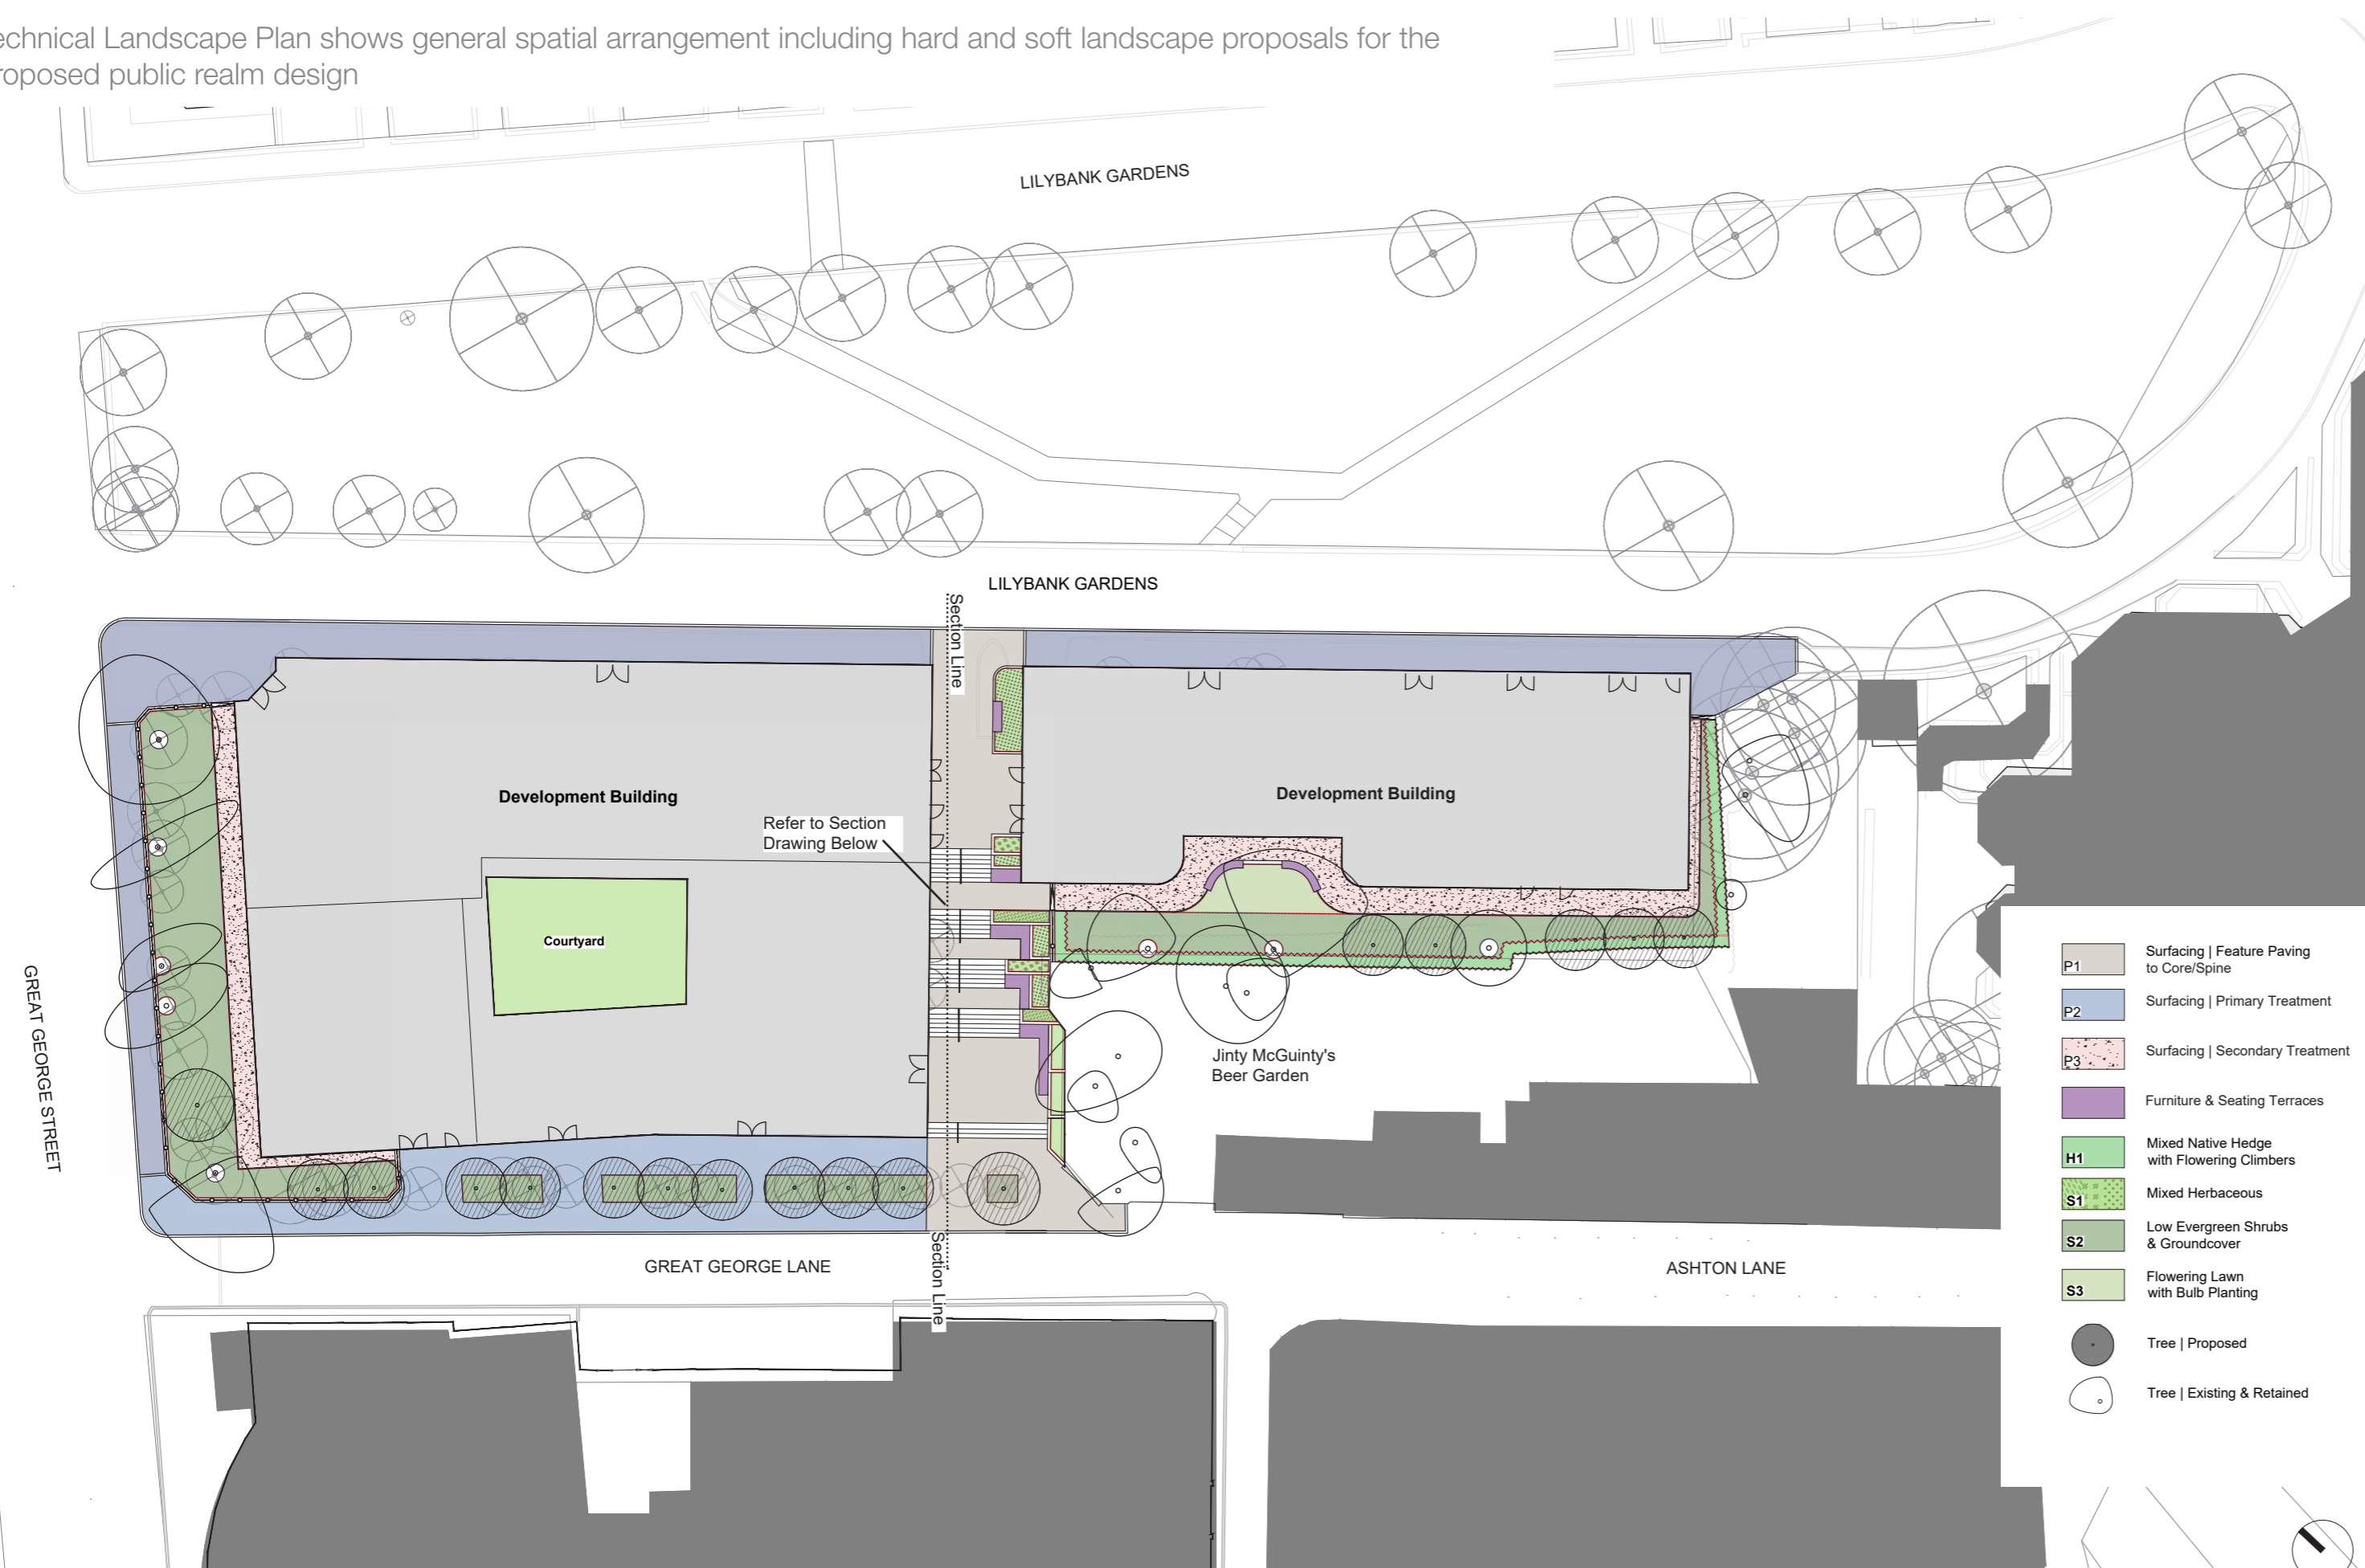 echnical Landscape Plan shows general spatial arrangement including hard and soft landscape proposals for the
roposed public realm design
LILYBANK GARDENS
LILYBANK GARDENS
Section Line
Development Building
Development Building
Refer to Section
Drawing Below
Courtyard
GREAT GEORGE STREET
Jinty McGuinty's
Beer Garden
GREAT GEORGE LANE
Section Line
ASHTON LANE
P1
Surfacing | Feature Paving
to Core/Spine
P2
Surfacing | Primary Treatment
P3
Surfacing | Secondary Treatment
Furniture & Seating Terraces
H1
Mixed Native Hedge
with Flowering Climbers
S1
Mixed Herbaceous
S2
Low Evergreen Shrubs
& Groundcover
S3
Flowering Lawn
with Bulb Planting
Tree | Proposed
Tree | Existing & Retained